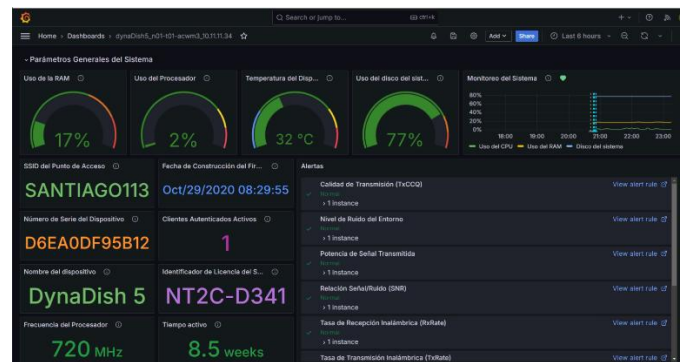 Search or jump to...
ctrl+k
Home › Dashboards › dynaDish5_n01-t01-acwm3_10.11.11.34
Add
Share
Last 6 hours
Parámetros Generales del Sistema
Uso de la RAM
17%
Uso del Procesador
2%
Temperatura del Disp...
32 °C
Uso del disco del sist...
77%
Monitoreo del Sistema
80%
60%
40%
20%
0%
18:00 19:00 20:00 21:00 22:00 23:00
Uso del CPU Uso del RAM Disco del sistema
SSID del Punto de Acceso
SANTIAGO113
Fecha de Construcción del Fir...
Oct/29/2020 08:29:55
Número de Serie del Dispositivo
D6EA0DF95B12
Clientes Autenticados Activos
1
Nombre del dispositivo
DynaDish 5
Identificador de Licencia del S...
NT2C-D341
Frecuencia del Procesador
720 MHz
Tiempo activo
8.5 weeks
Alertas
Calidad de Transmisión (TxCCQ)
View alert rule
Normal
› 1 instance
Nivel de Ruido del Entorno
View alert rule
Normal
› 1 instance
Potencia de Señal Transmitida
View alert rule
Normal
› 1 instance
Relación Señal/Ruido (SNR)
View alert rule
Normal
› 1 instance
Tasa de Recepción Inalámbrica (RxRate)
View alert rule
Normal
› 1 instance
Tasa de Transmisión Inalámbrica (TxRate)
View alert rule